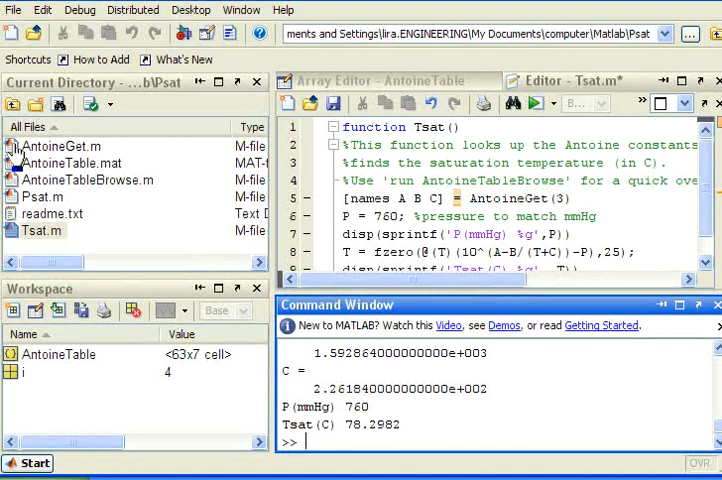 File Edit Debug Distributed Desktop Window Help
ments and Settings\lira.ENGINEERING\My Documents\computer\Matlab\Psat
Shortcuts How to Add What's New
Current Directory - ...b\Psat
All Files Type
AntoineGet.m M-file
AntoineTable.mat MAT-f
AntoineTableBrowse.m M-file
Psat.m M-file
readme.txt Text D
Tsat.m M-file
Workspace
Base
Name Value
AntoineTable <63x7 cell>
i 4
Array Editor - AntoineTable Editor - Tsat.m*
B...
1 function Tsat()
2 %This function looks up the Antoine constants
3 %finds the saturation temperature (in C).
4 %Use 'run AntoineTableBrowse' for a quick ove
5 [names A B C] = AntoineGet(3)
6 P = 760; %pressure to match mmHg
7 disp(sprintf('P(mmHg) %g',P))
8 T = fzero(@(T)(10^(A-B/(T+C))-P),25);
9 disp(sprintf('Tsat(C) %g', T))
Command Window
New to MATLAB? Watch this Video, see Demos, or read Getting Started.
1.592864000000000e+003
C =
2.261840000000000e+002
P(mmHg) 760
Tsat(C) 78.2982
>>
Start
OVR